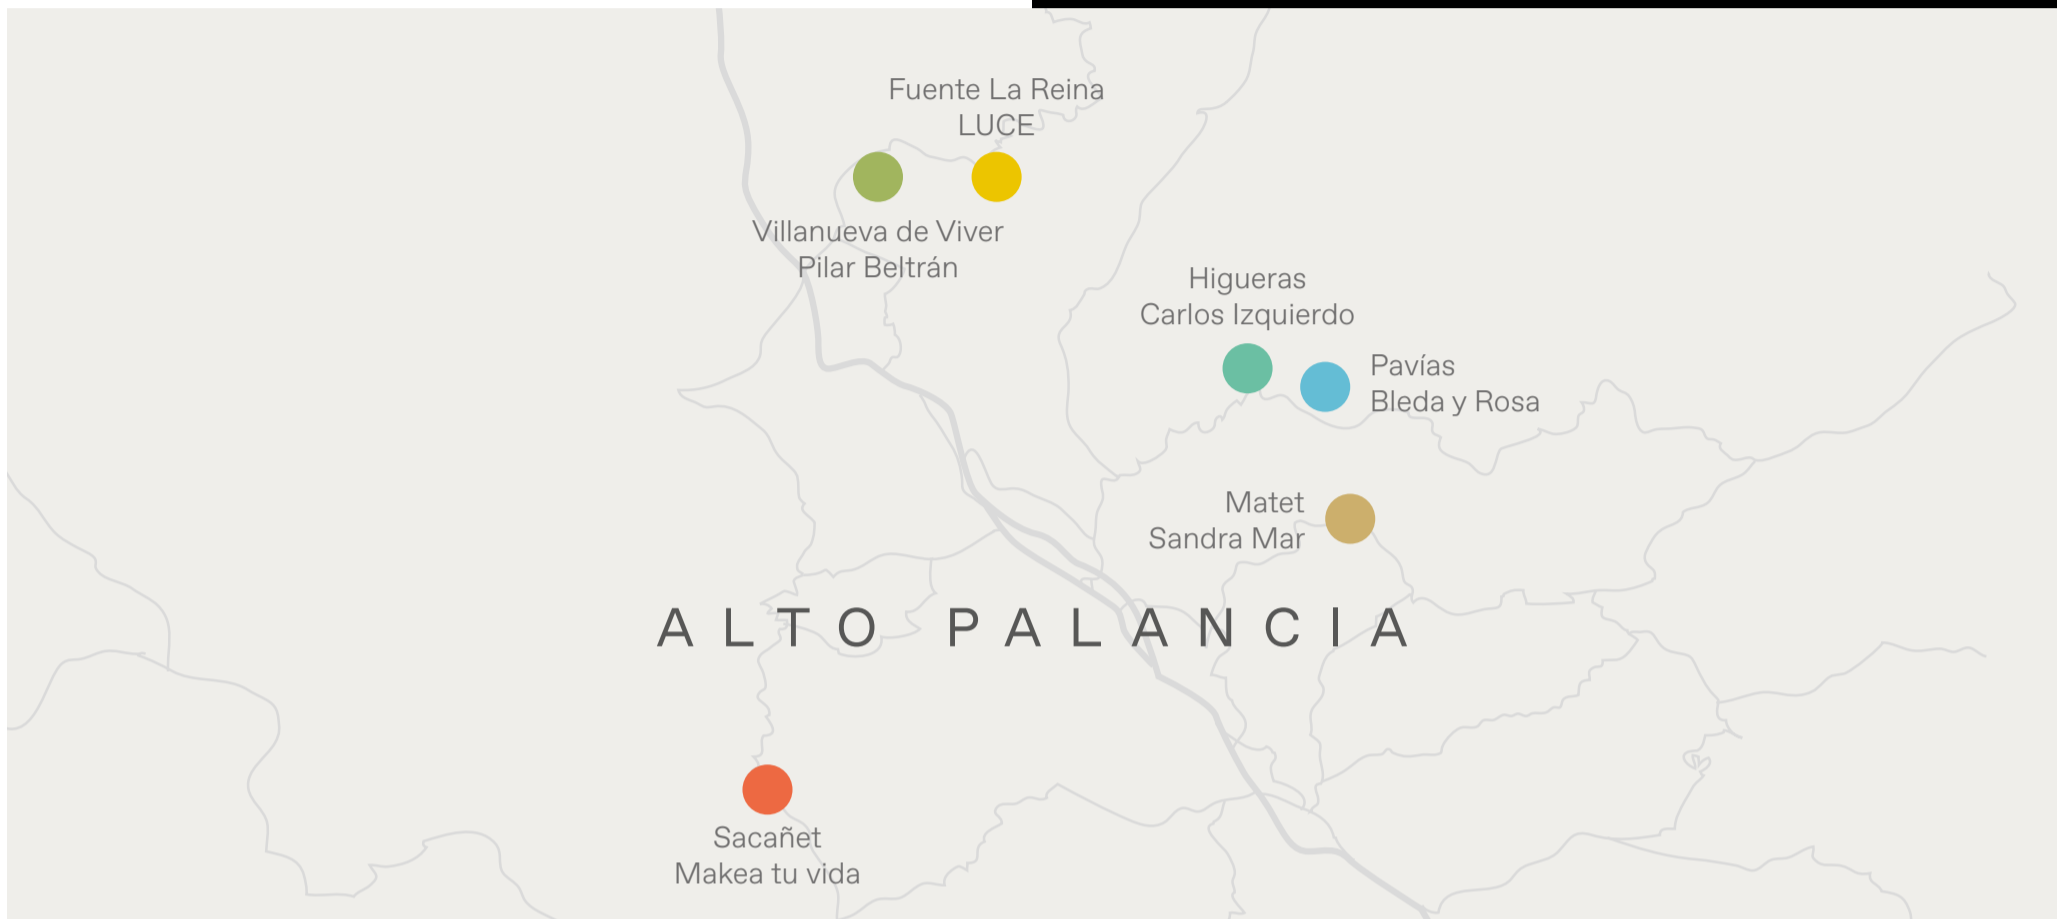 Fuente La Reina
LUCE
Villanueva de Viver
Pilar Beltrán
Higueras
Carlos Izquierdo
Pavías
Bleda y Rosa
Matet
Sandra Mar
ALTO PALANCIA
Sacañet
Makea tu vida